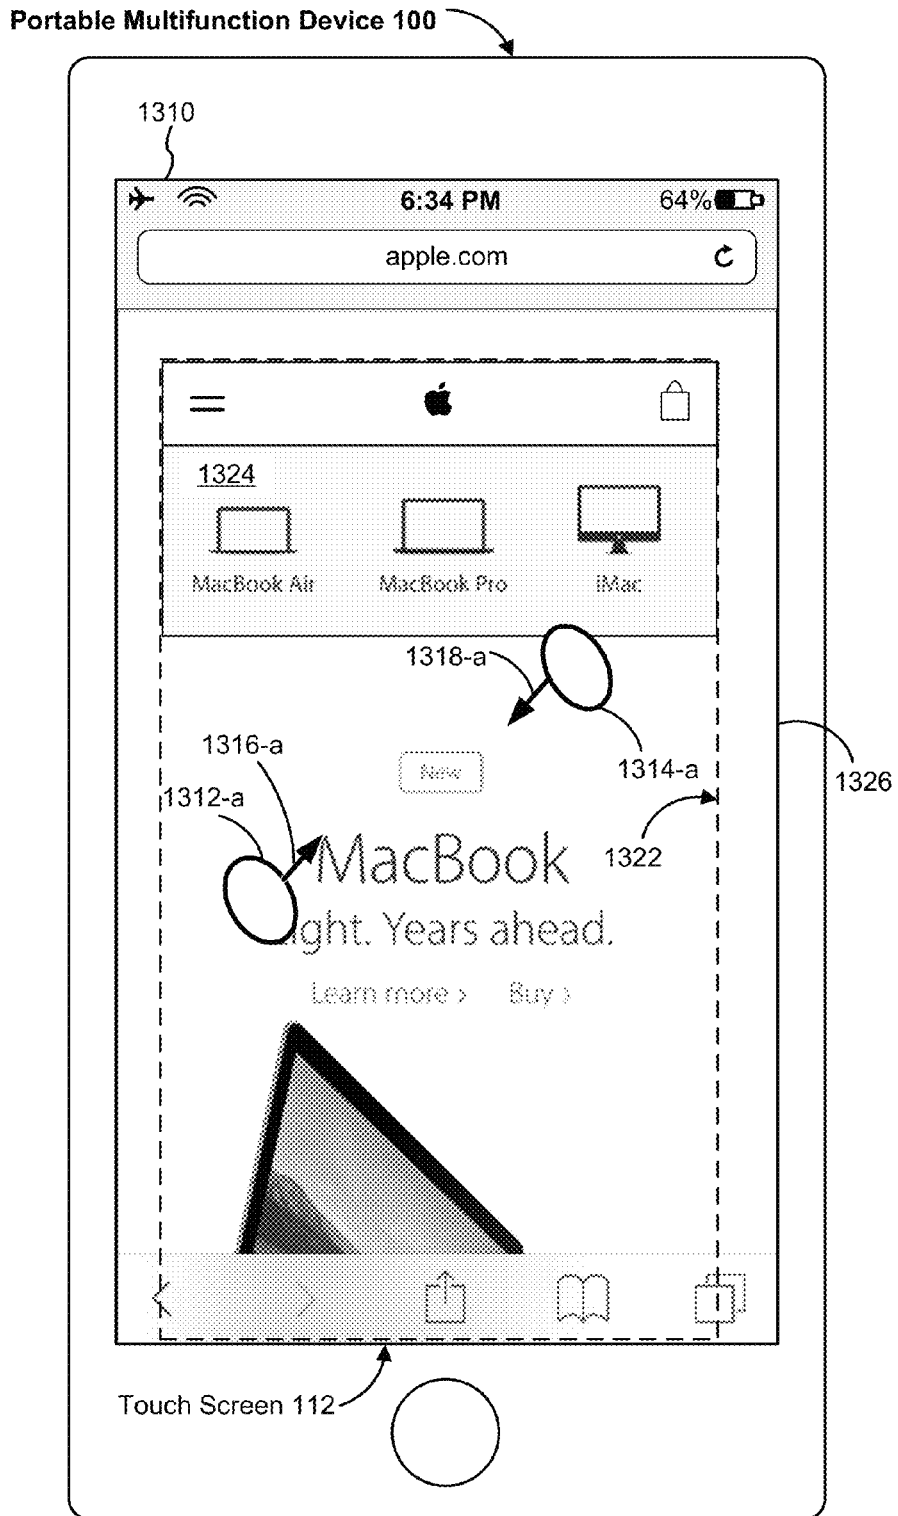 Portable Multifunction Device 100
1310
6:34 PM
64%
apple.com
1324
MacBook Air
MacBook Pro
iMac
1318-a
1316-a
1314-a
1326
New
1312-a
MacBook
1322
ight. Years ahead.
Learn more ›
Buy ›
Touch Screen 112